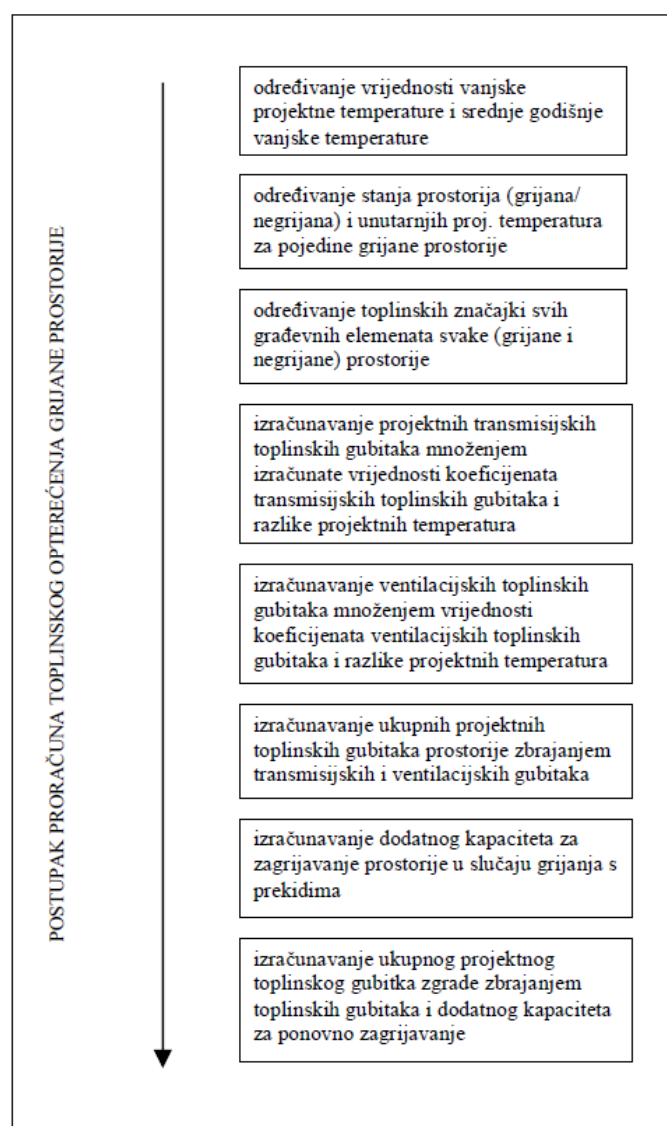 POSTUPAK PRORAČUNA TOPLINSKOG OPTEREĆENJA GRIJANE PROSTORIJE
određivanje vrijednosti vanjske
projektne temperature i srednje godišnje
vanjske temperature
određivanje stanja prostorija (grijana/
negrijana) i unutarnjih proj. temperatura
za pojedine grijane prostorije
određivanje toplinskih značajki svih
građevnih elemenata svake (grijane i
negrijane) prostorije
izračunavanje projektnih transmisijskih
toplinskih gubitaka množenjem
izračunate vrijednosti koeficijenata
transmisijskih toplinskih gubitaka i
razlike projektnih temperatura
izračunavanje ventilacijskih toplinskih
gubitaka množenjem vrijednosti
koeficijenata ventilacijskih toplinskih
gubitaka i razlike projektnih temperatura
izračunavanje ukupnih projektnih
toplinskih gubitaka prostorije zbrajanjem
transmisijskih i ventilacijskih gubitaka
izračunavanje dodatnog kapaciteta za
zagrijavanje prostorije u slučaju grijanja s
prekidima
izračunavanje ukupnog projektnog
toplinskog gubitka zgrade zbrajanjem
toplinskih gubitaka i dodatnog kapaciteta
za ponovno zagrijavanje